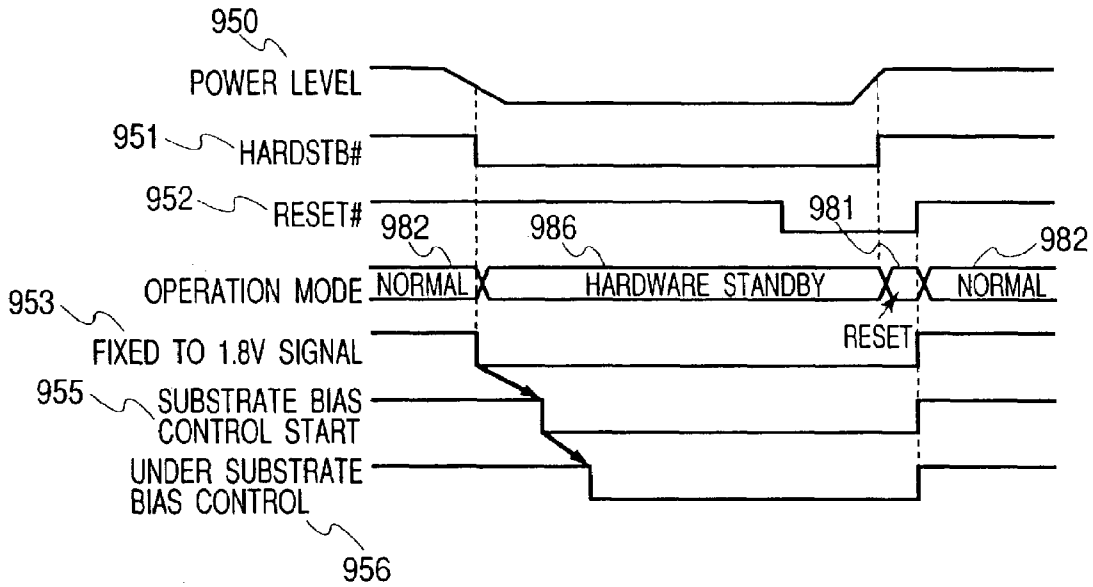 950
POWER LEVEL
951
HARDSTB#
952
RESET#
981
982
986
982
OPERATION MODE
NORMAL
HARDWARE STANDBY
NORMAL
953
RESET
FIXED TO 1.8V SIGNAL
955
SUBSTRATE BIAS
CONTROL START
UNDER SUBSTRATE
BIAS CONTROL
956